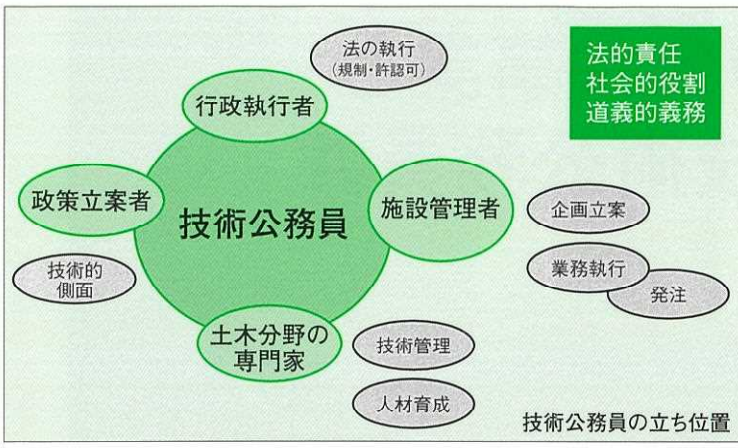 法の執行
(規制・許認可)
法的責任
社会的役割
道義的義務
行政執行者
政策立案者
技術公務員
施設管理者
企画立案
技術的
側面
業務執行
発注
土木分野の
専門家
技術管理
人材育成
技術公務員の立ち位置